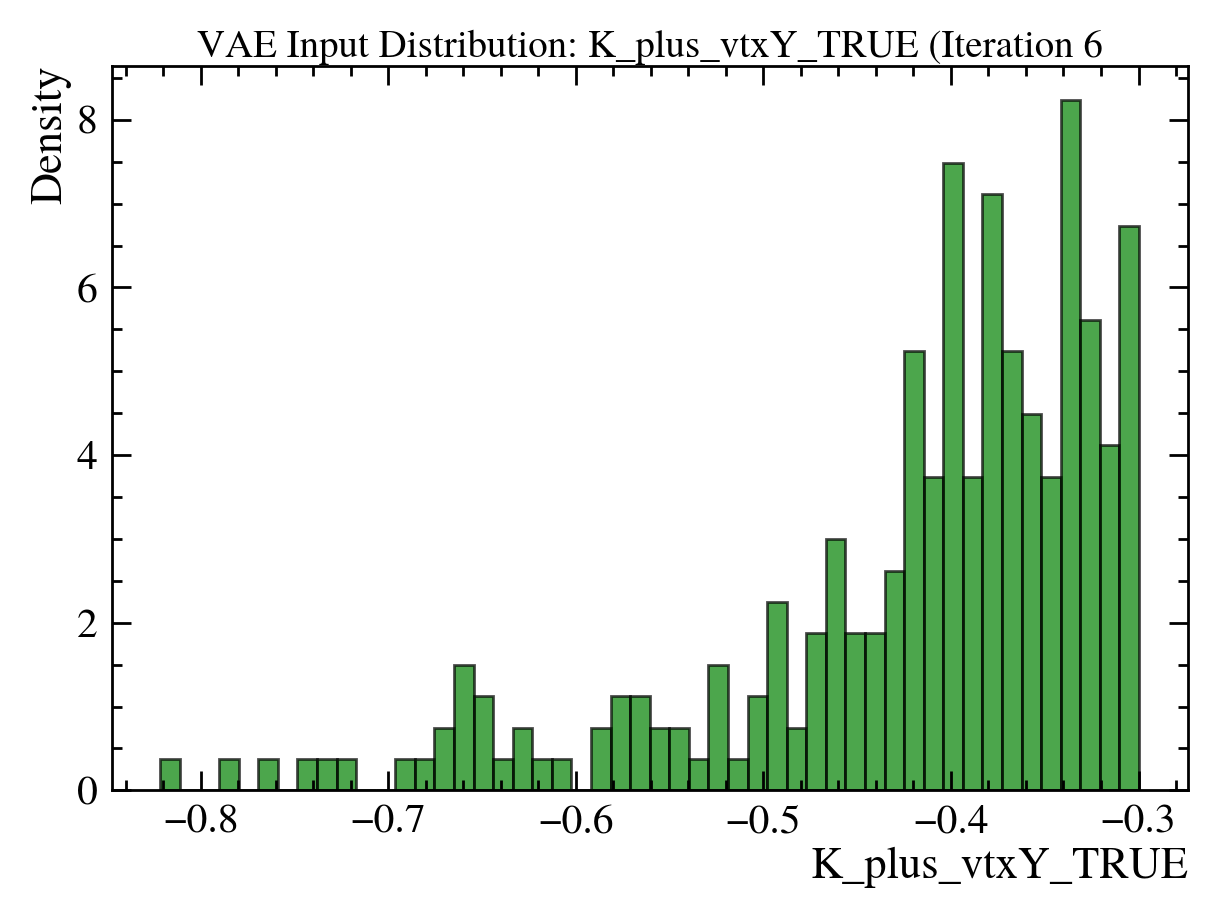 VAE Input Distribution: K_plus_vtxY_TRUE (Iteration 6
Density
8
6
4
2
0
−0.8 −0.7 −0.6 −0.5 −0.4 −0.3
K_plus_vtxY_TRUE